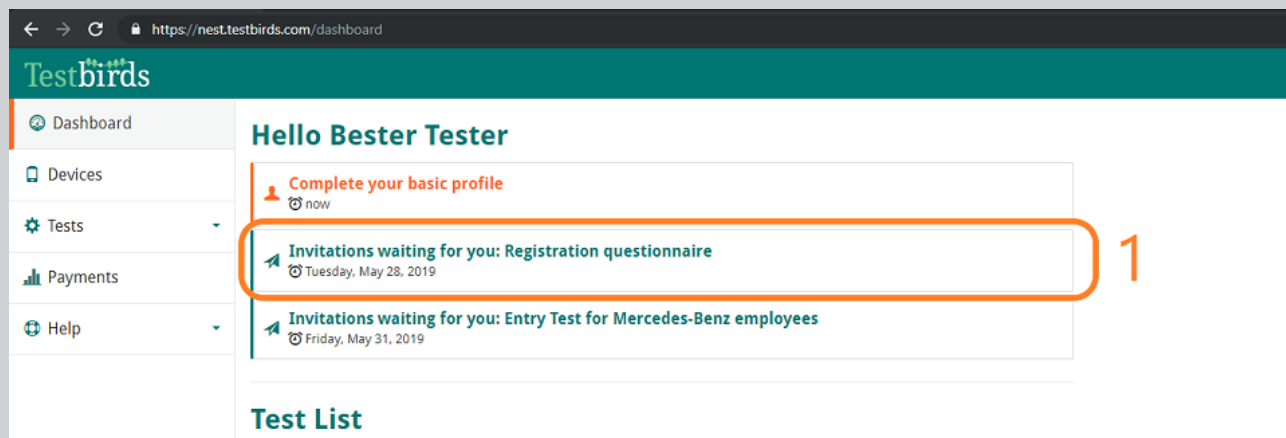 https://nest.testbirds.com/dashboard
Testbirds
Dashboard
Devices
Tests
Payments
Help
Hello Bester Tester
Complete your basic profile
now
Invitations waiting for you: Registration questionnaire
Tuesday, May 28, 2019
1
Invitations waiting for you: Entry Test for Mercedes-Benz employees
Friday, May 31, 2019
Test List